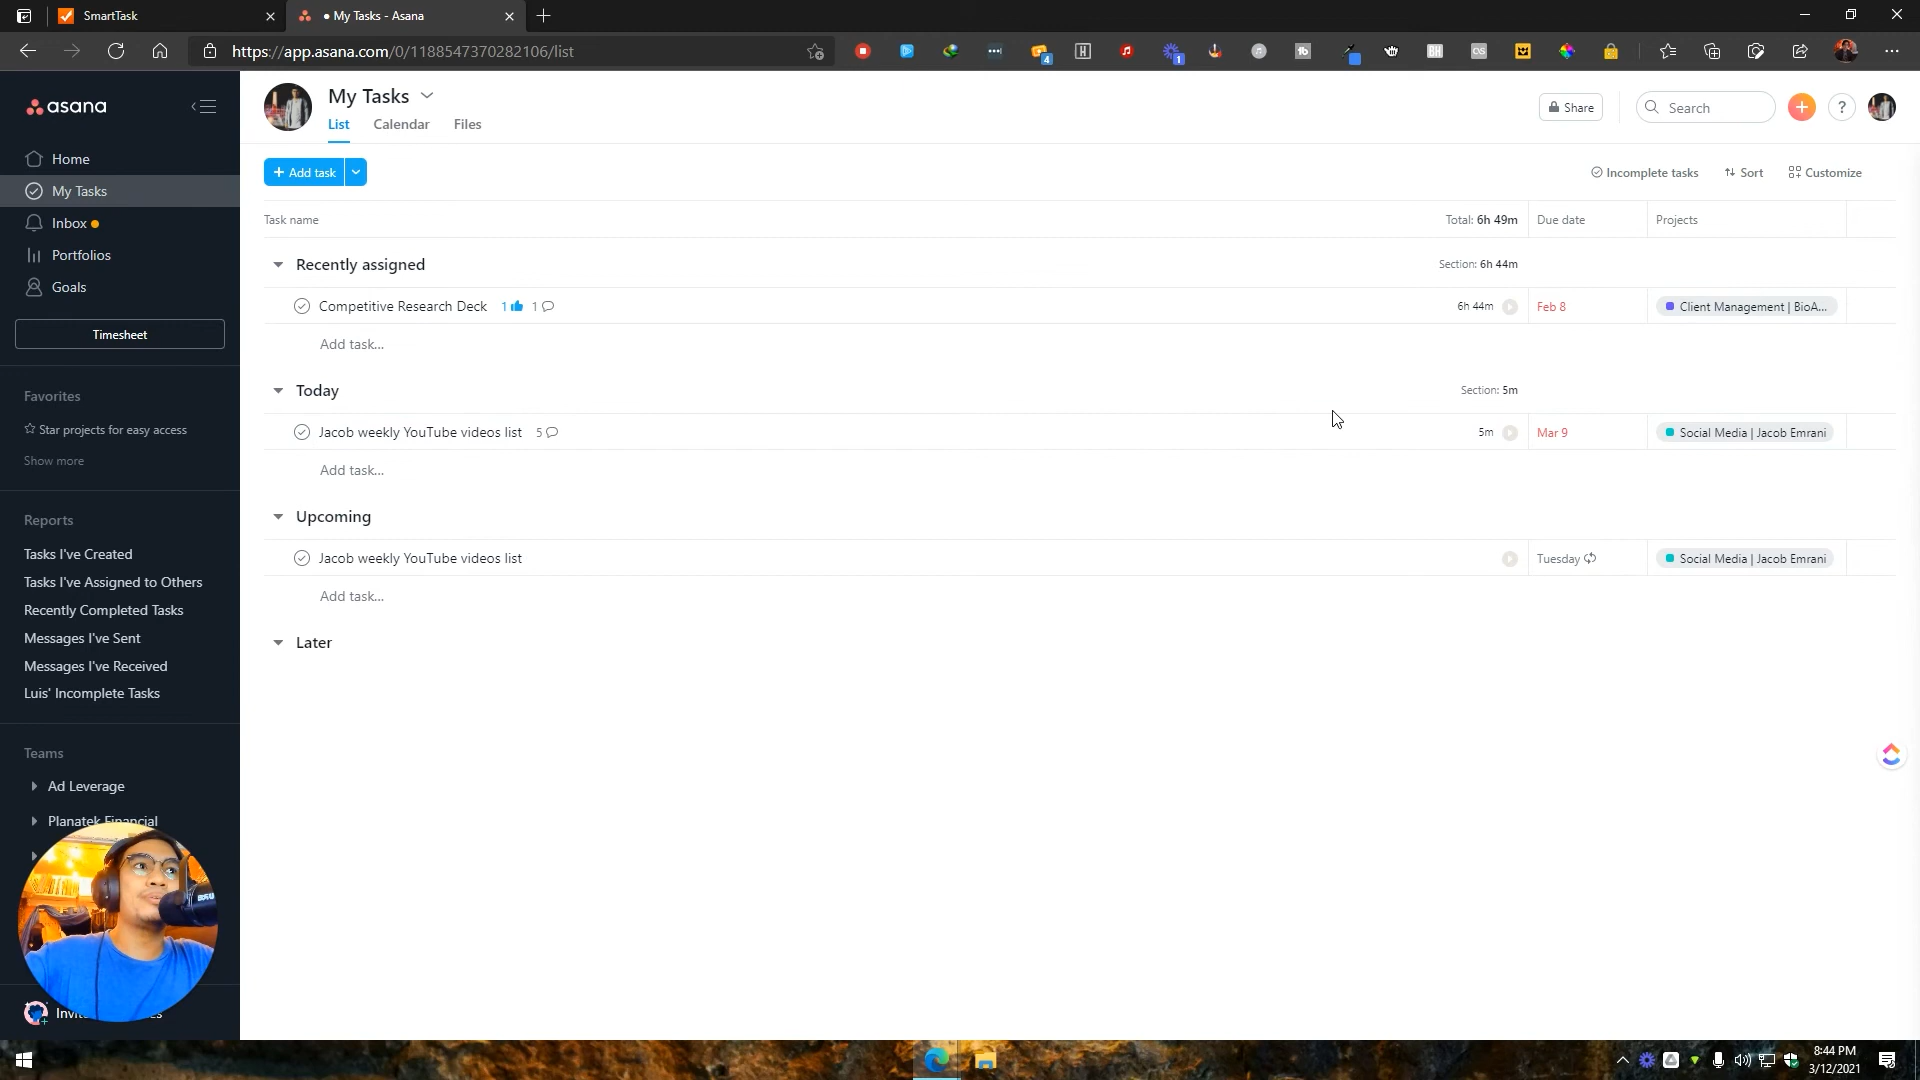 SmartTask
• My Tasks - Asana
https://app.asana.com/0/1188547370282106/list
asana
My Tasks
Share
Search
?
List
Calendar
Files
Home
My Tasks
Inbox
Portfolios
Goals
Timesheet
+ Add task
Incomplete tasks
Sort
Customize
Task name
Total: 6h 49m
Due date
Projects
Recently assigned
Section: 6h 44m
Competitive Research Deck
1
1
6h 44m
Feb 8
Client Management | BioA...
Add task...
Today
Section: 5m
Jacob weekly YouTube videos list
5
5m
Mar 9
Social Media | Jacob Emrani
Add task...
Upcoming
Jacob weekly YouTube videos list
Tuesday
Social Media | Jacob Emrani
Add task...
Later
Favorites
Star projects for easy access
Show more
Reports
Tasks I've Created
Tasks I've Assigned to Others
Recently Completed Tasks
Messages I've Sent
Messages I've Received
Luis' Incomplete Tasks
Teams
Ad Leverage
Planatek Financial
8:44 PM
3/12/2021